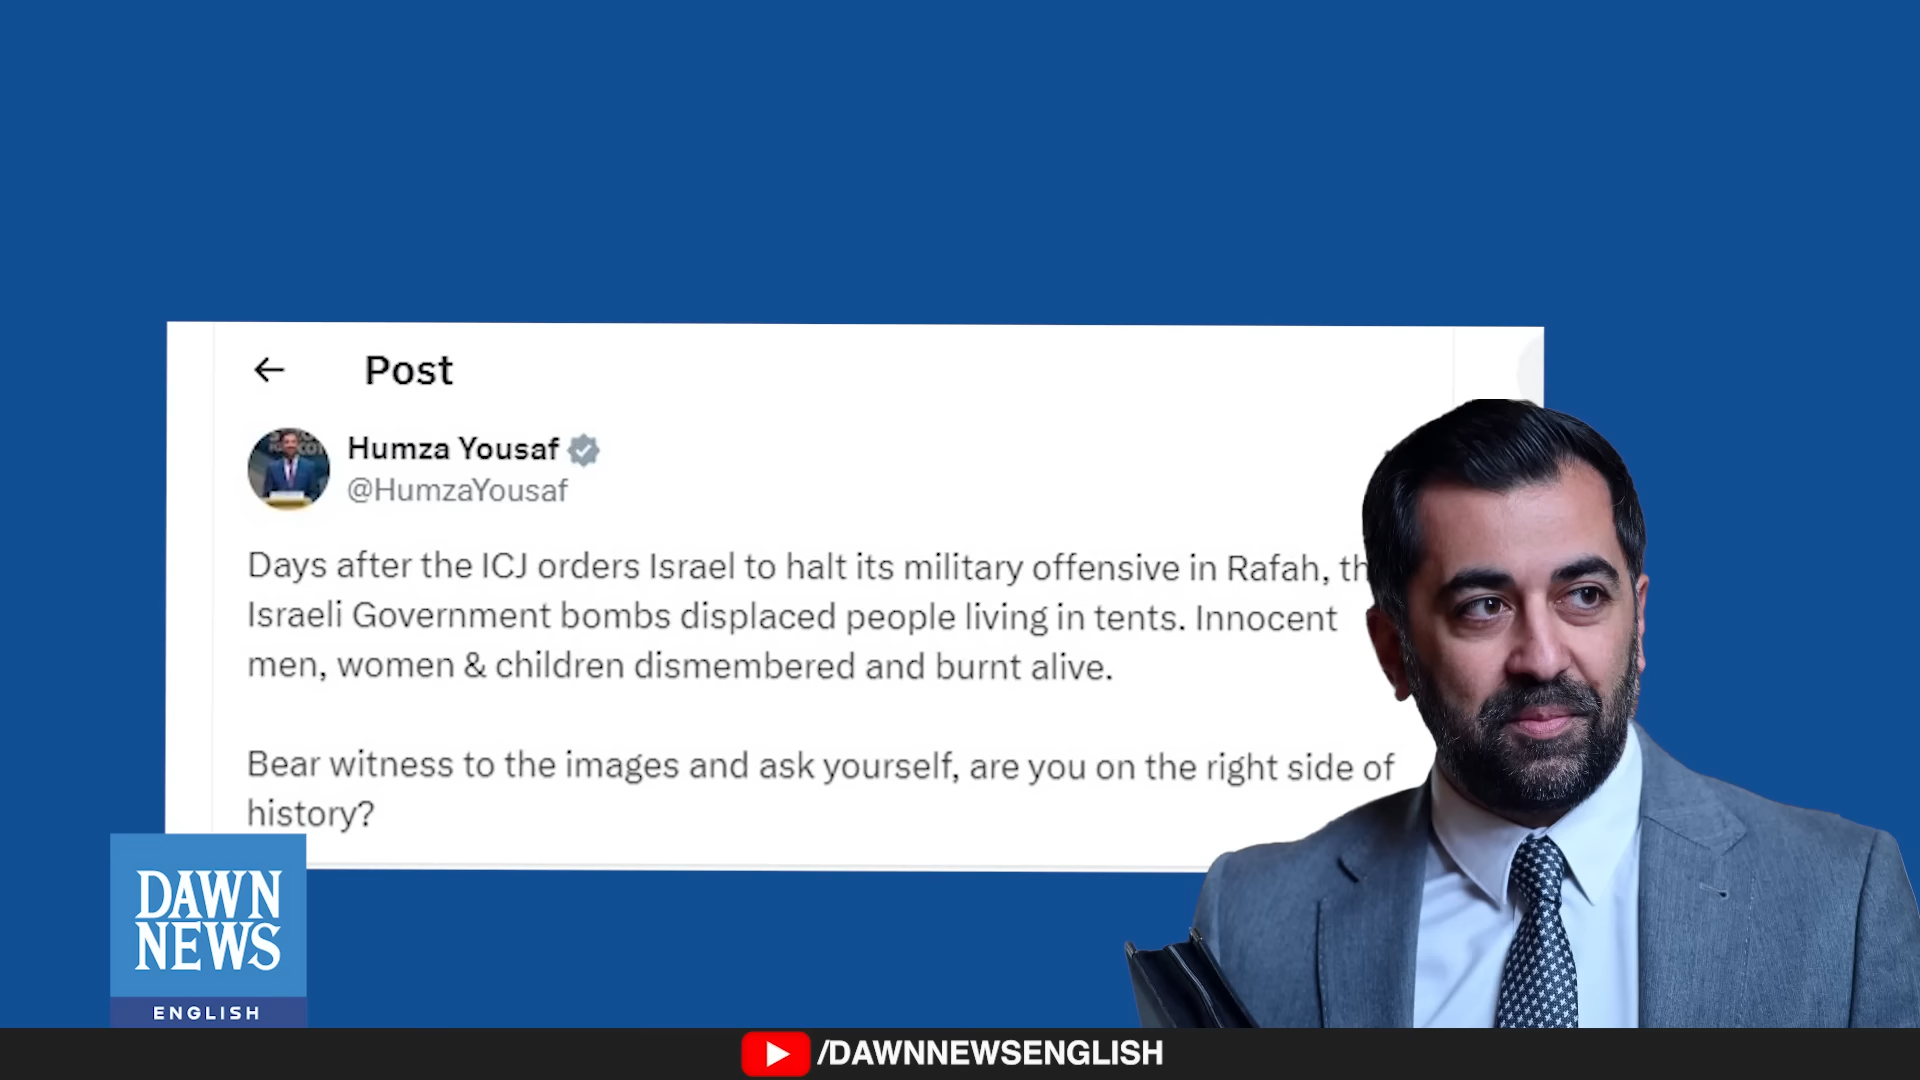 Post
Humza Yousaf
@HumzaYousaf
Days after the ICJ orders Israel to halt its military offensive in Rafah, th
Israeli Government bombs displaced people living in tents. Innocent
men, women & children dismembered and burnt alive.
Bear witness to the images and ask yourself, are you on the right side of
history?
DAWN
NEWS
ENGLISH
/DAWNNEWSENGLISH